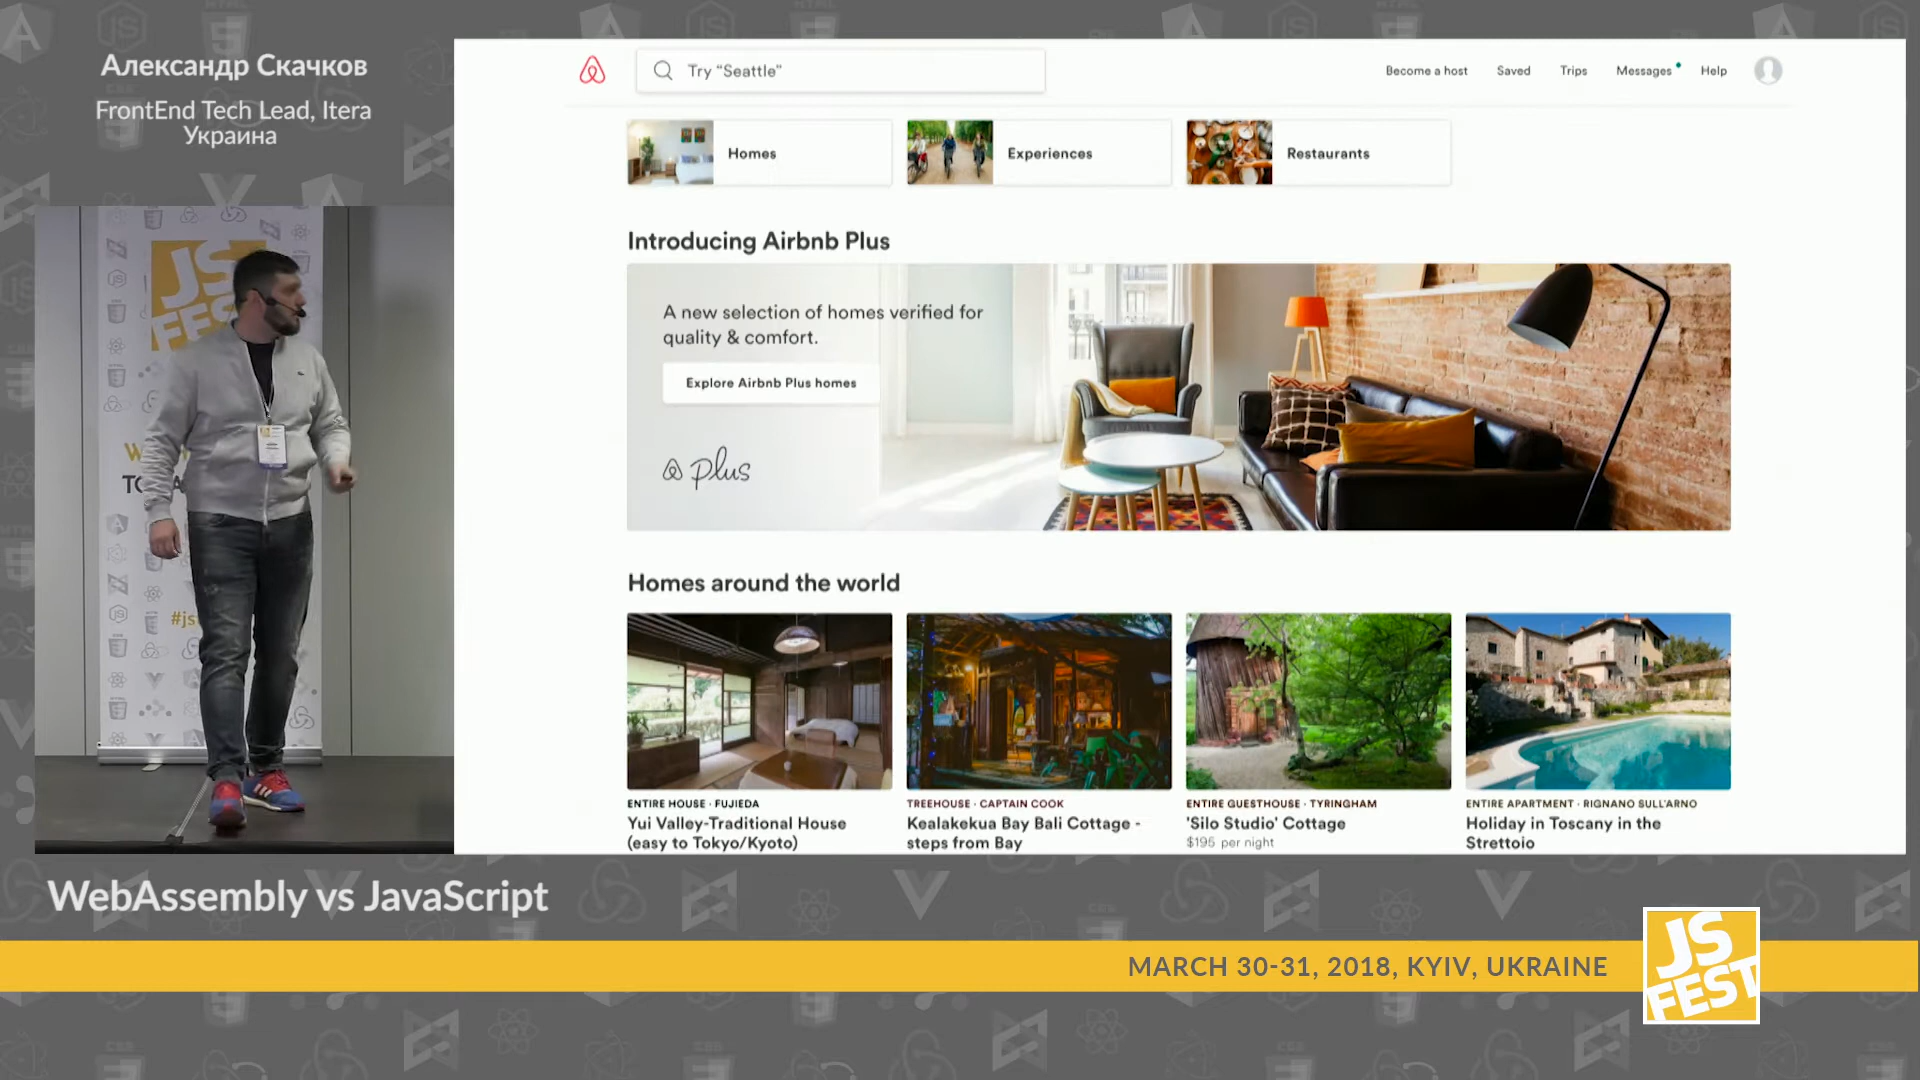 Александр Скачков
FrontEnd Tech Lead, Itera
Украина
Try “Seattle”
Become a host
Saved
Trips
Messages
Help
Homes
Experiences
Restaurants
Introducing Airbnb Plus
A new selection of homes verified for
quality & comfort.
Explore Airbnb Plus homes
plus
Homes around the world
ENTIRE HOUSE · FUJIEDA
Yui Valley-Traditional House
(easy to Tokyo/Kyoto)
TREEHOUSE · CAPTAIN COOK
Kealakekua Bay Bali Cottage -
steps from Bay
ENTIRE GUESTHOUSE · TYRINGHAM
'Silo Studio' Cottage
$195 per night
ENTIRE APARTMENT · RIGNANO SULL'ARNO
Holiday in Toscany in the
Strettoio
JS
FES
#js
WebAssembly vs JavaScript
MARCH 30-31, 2018, KYIV, UKRAINE
JS
FEST